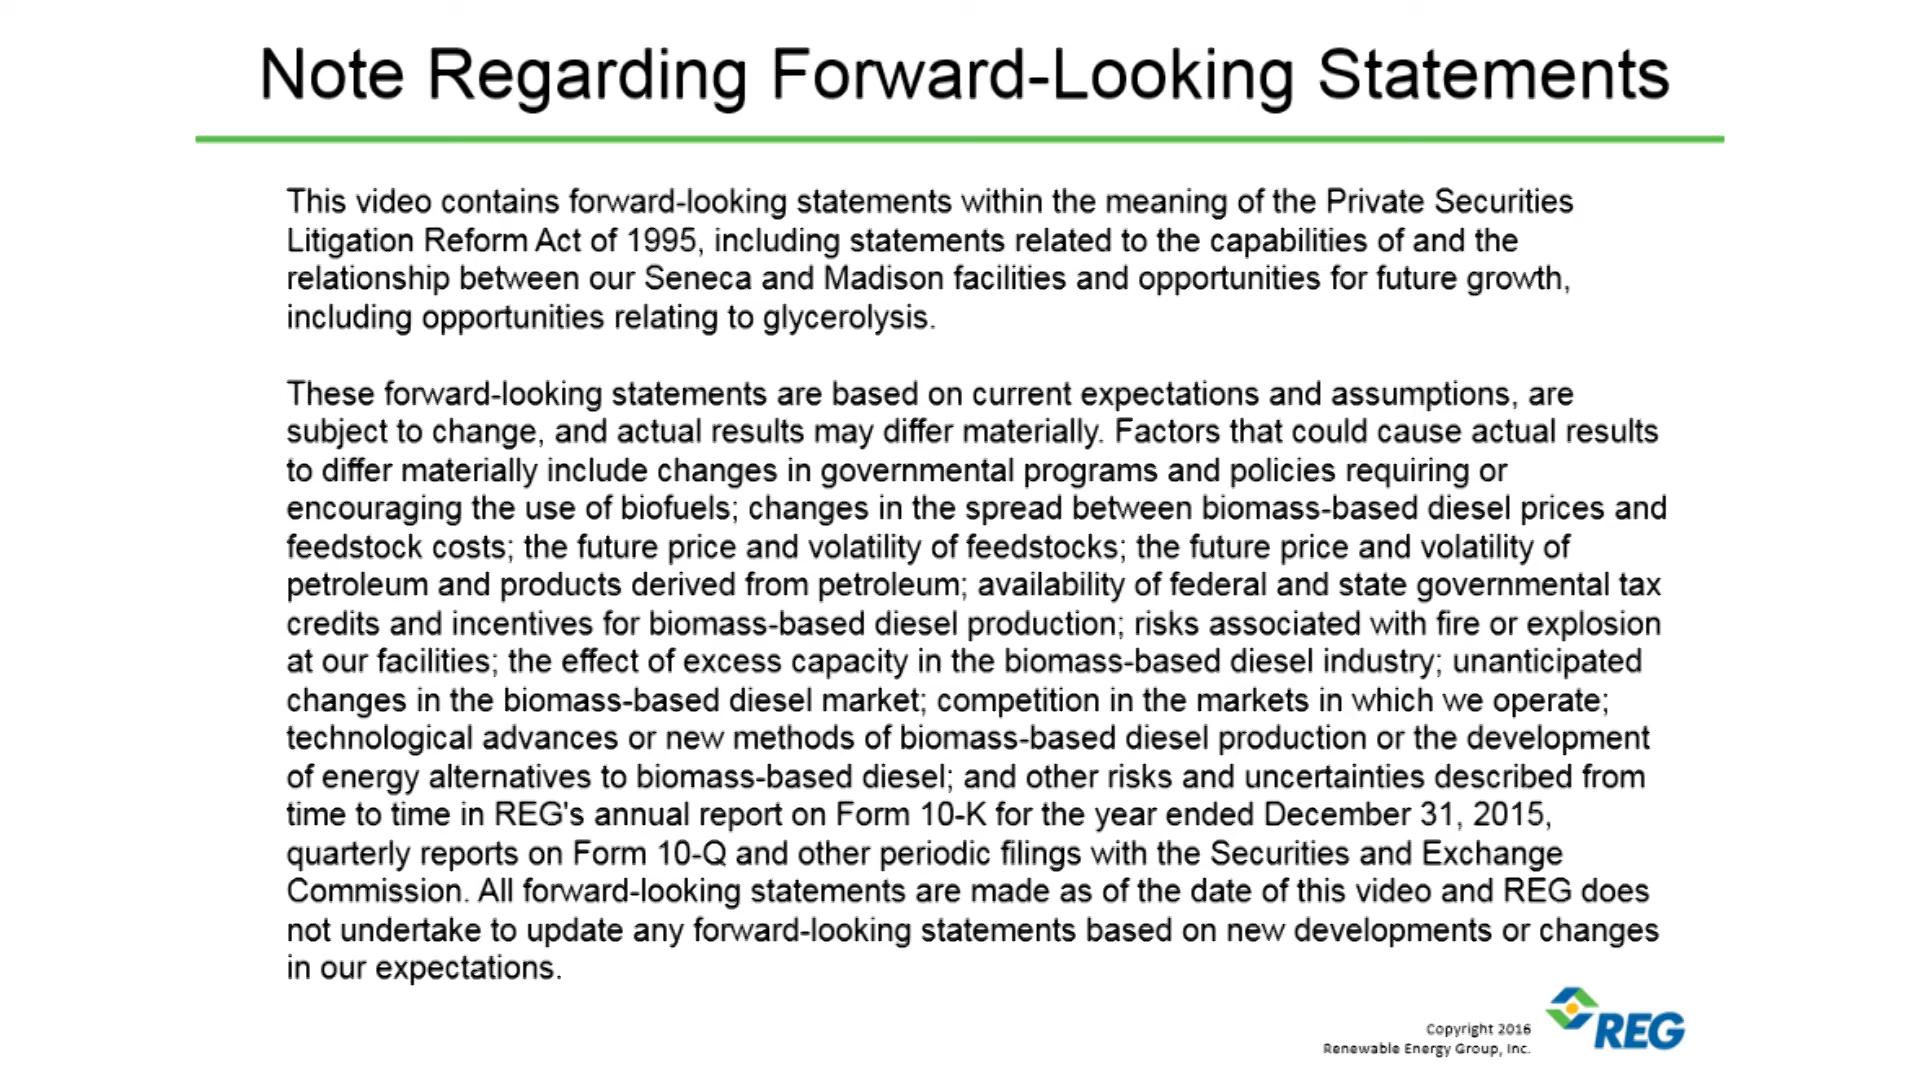 Note Regarding Forward-Looking Statements
This video contains forward-looking statements within the meaning of the Private Securities
Litigation Reform Act of 1995, including statements related to the capabilities of and the
relationship between our Seneca and Madison facilities and opportunities for future growth,
including opportunities relating to glycerolysis.
These forward-looking statements are based on current expectations and assumptions, are
subject to change, and actual results may differ materially. Factors that could cause actual results
to differ materially include changes in governmental programs and policies requiring or
encouraging the use of biofuels; changes in the spread between biomass-based diesel prices and
feedstock costs; the future price and volatility of feedstocks; the future price and volatility of
petroleum and products derived from petroleum; availability of federal and state governmental tax
credits and incentives for biomass-based diesel production; risks associated with fire or explosion
at our facilities; the effect of excess capacity in the biomass-based diesel industry; unanticipated
changes in the biomass-based diesel market; competition in the markets in which we operate;
technological advances or new methods of biomass-based diesel production or the development
of energy alternatives to biomass-based diesel; and other risks and uncertainties described from
time to time in REG's annual report on Form 10-K for the year ended December 31, 2015,
quarterly reports on Form 10-Q and other periodic filings with the Securities and Exchange
Commission. All forward-looking statements are made as of the date of this video and REG does
not undertake to update any forward-looking statements based on new developments or changes
in our expectations.
Copyright 2016
Renewable Energy Group, Inc.
REG